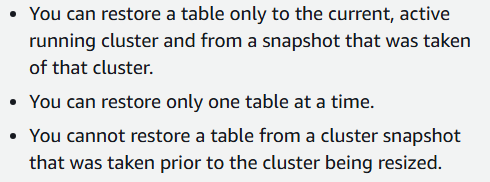 • You can restore a table only to the current, active
running cluster and from a snapshot that was taken
of that cluster.
• You can restore only one table at a time.
• You cannot restore a table from a cluster snapshot
that was taken prior to the cluster being resized.